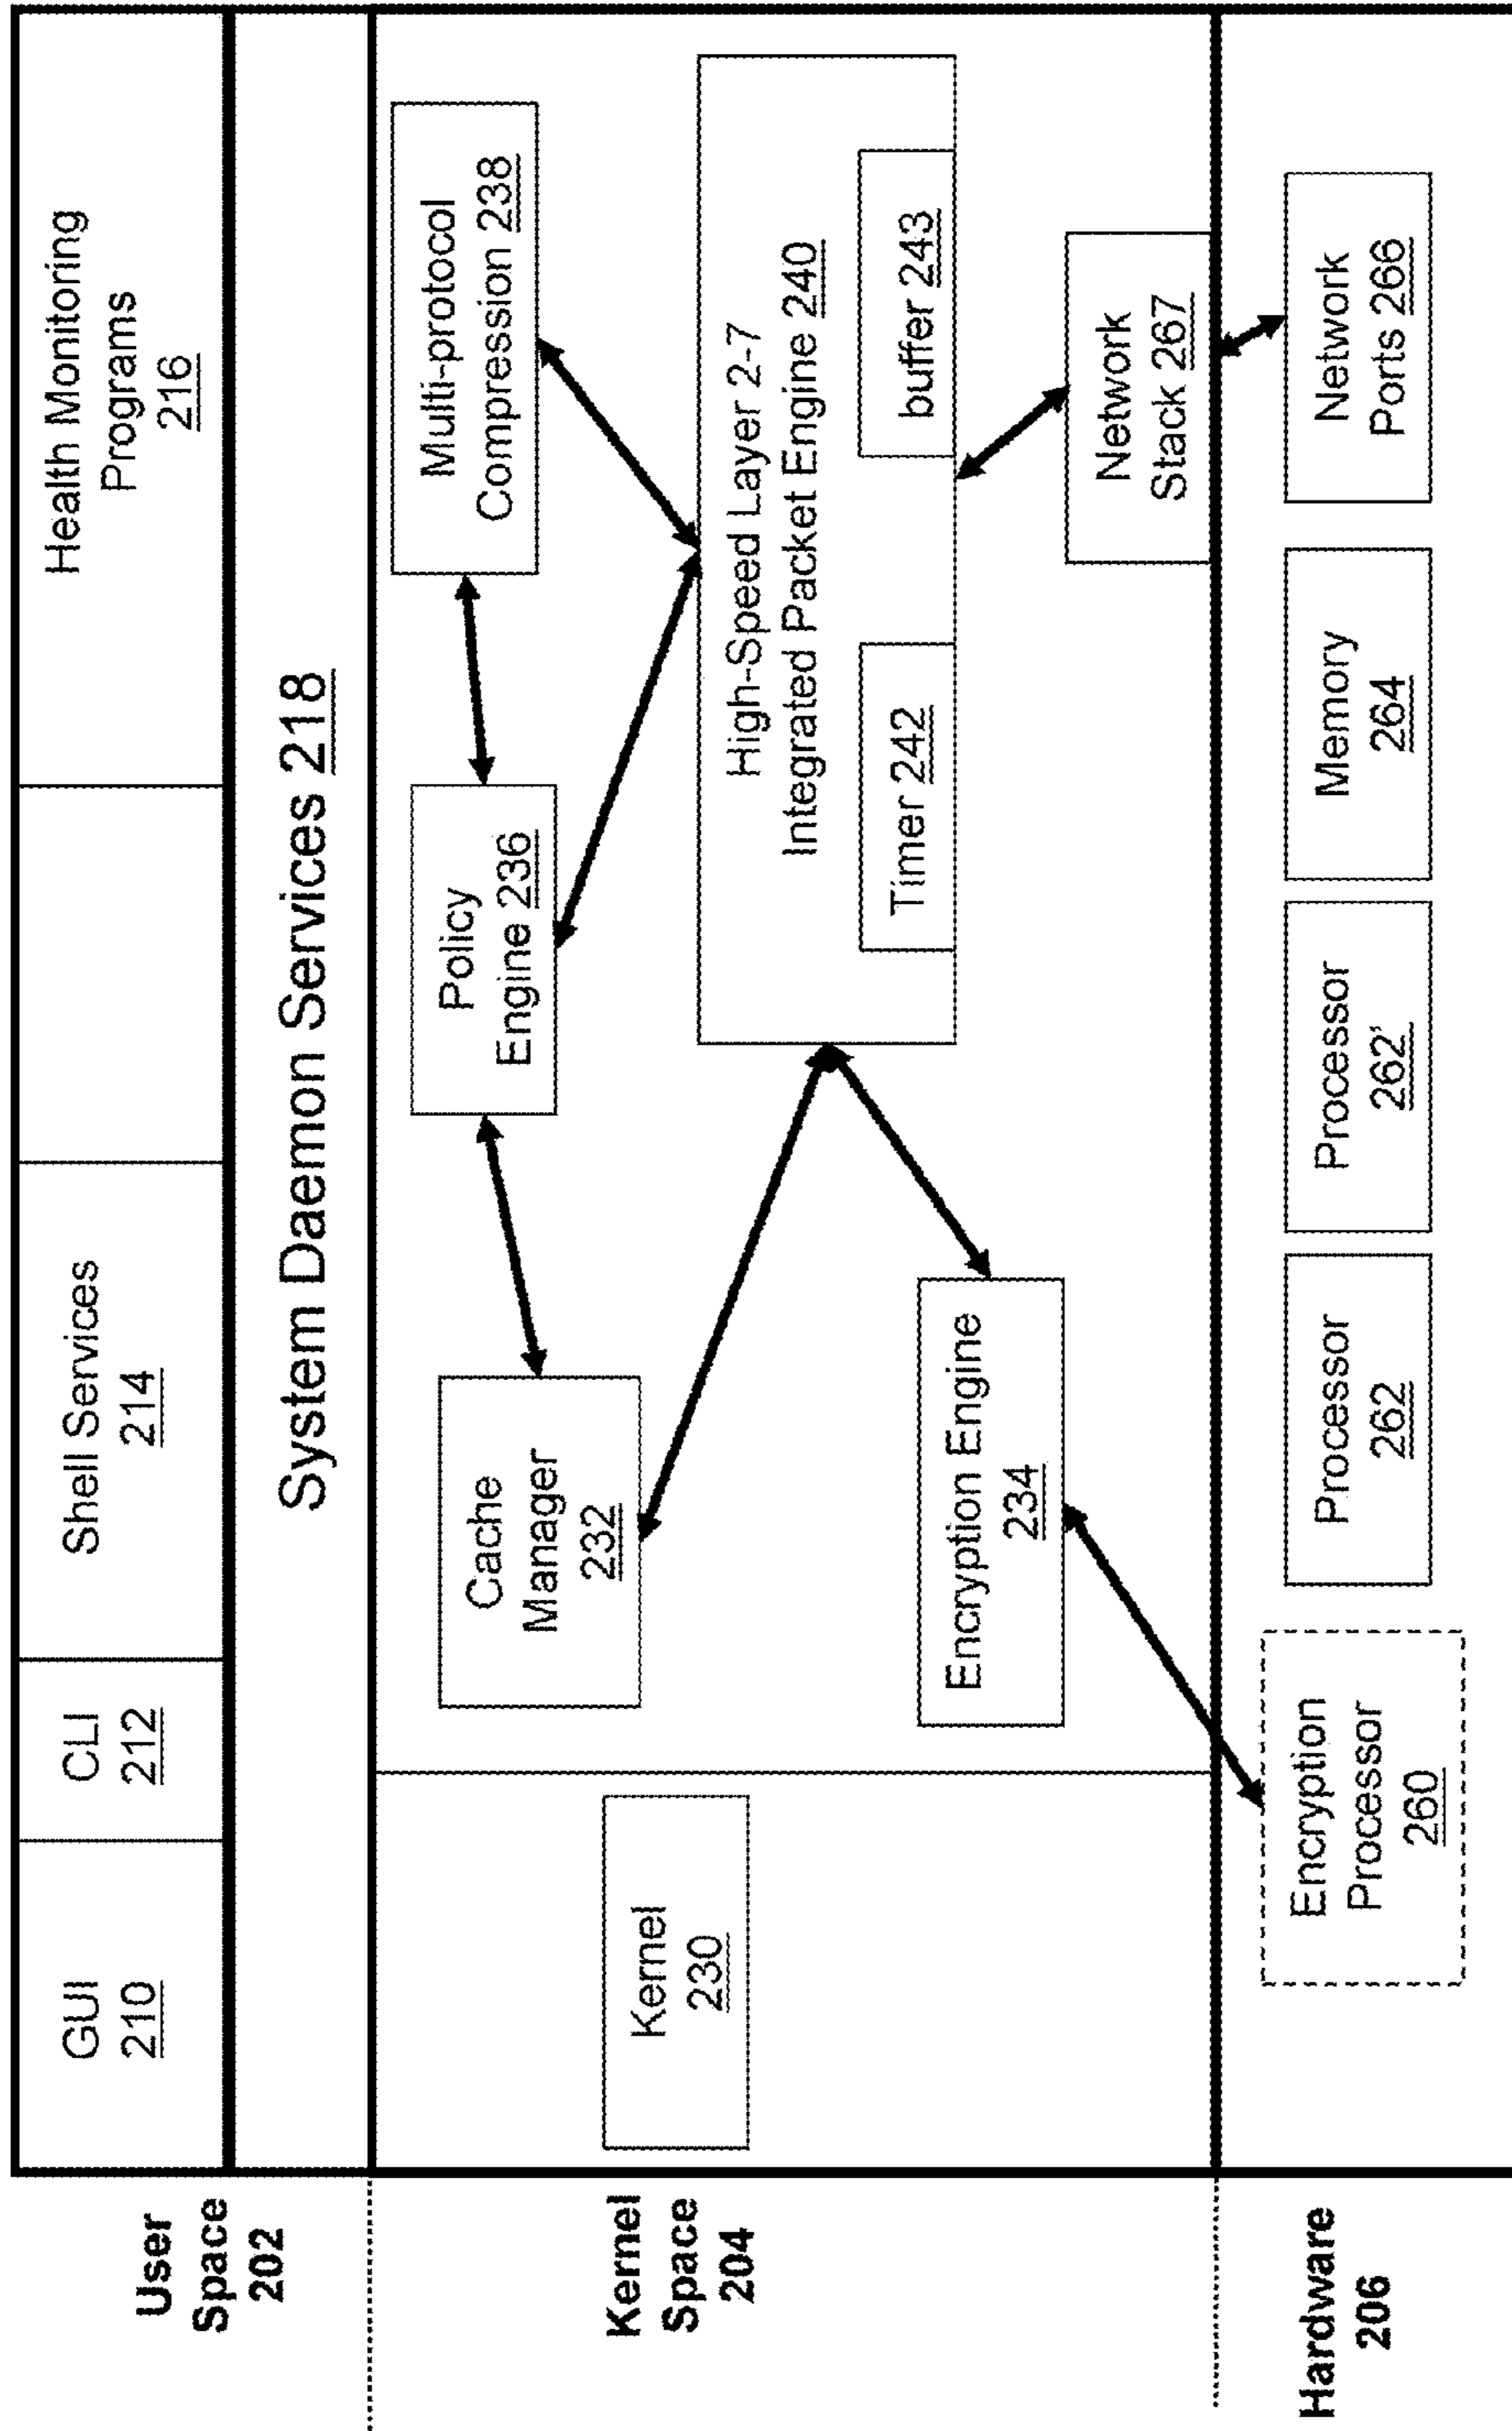 User
Space
202
GUI
210
CLI
212
Shell Services
214
Health Monitoring
Programs
216
System Daemon Services 218
Kernel
Space
204
Kernel
230
Cache
Manager
232
Policy
Engine 236
Multi-protocol
Compression 238
High-Speed Layer 2-7
Integrated Packet Engine 240
Timer 242
buffer 243
Encryption Engine
234
Network
Stack 267
Hardware
206
Encryption
Processor
260
Processor
262
Processor
262'
Memory
264
Network
Ports 266